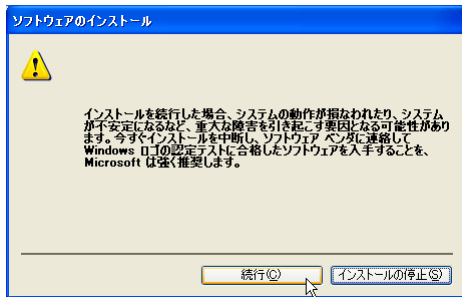 ソフトウェアのインストール
インストールを続行した場合、システムの動作が損なわれたり、システム
が不安定になるなど、重大な障害を引き起こす要因となる可能性があり
ます。今すぐインストールを中断し、ソフトウェア ベンダに連絡して
Windows ロゴの認定テストに合格したソフトウェアを入手することを、
Microsoft は強く推奨します。
続行(C)
インストールの停止(S)